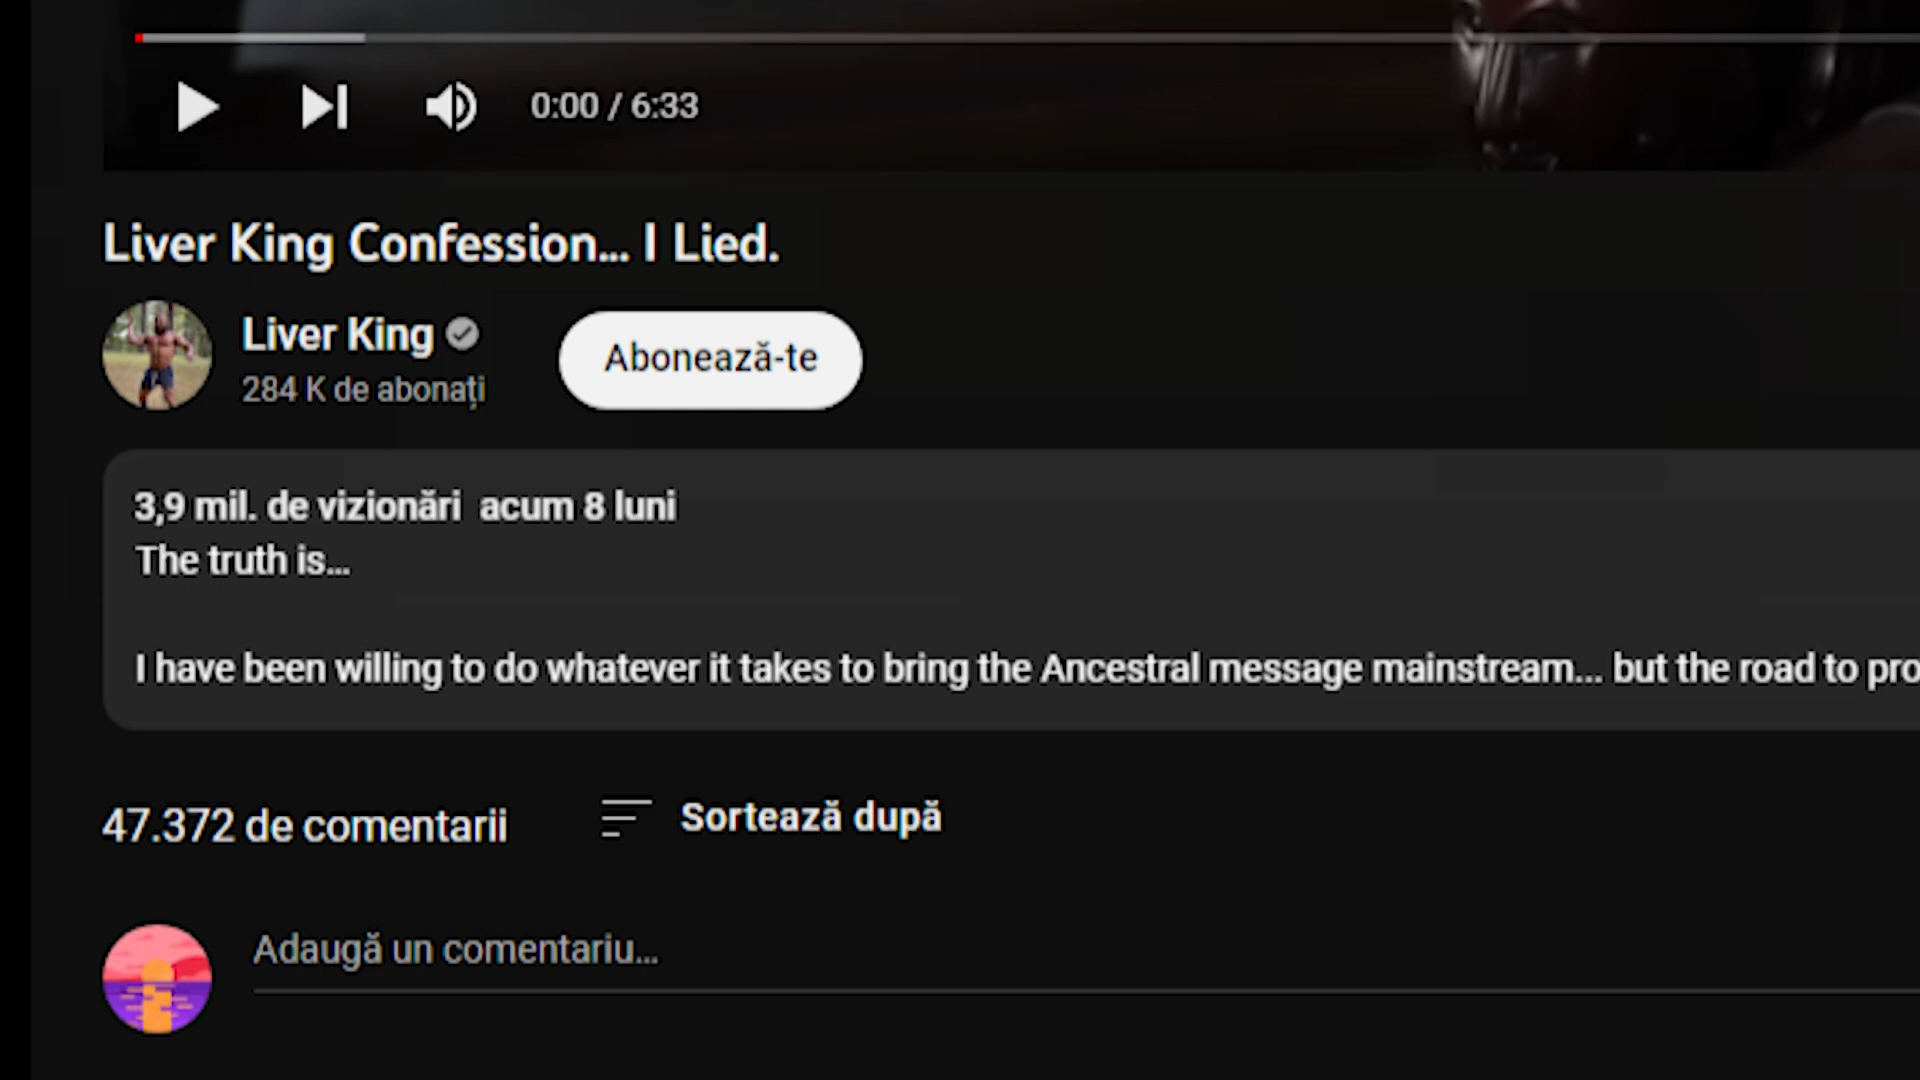 0:00 / 6:33
Liver King Confession... I Lied.
Liver King
284 K de abonați
Abonează-te
3,9 mil. de vizionări acum 8 luni
The truth is...
I have been willing to do whatever it takes to bring the Ancestral message mainstream... but the road to pro
47.372 de comentarii
Sortează după
Adaugă un comentariu...